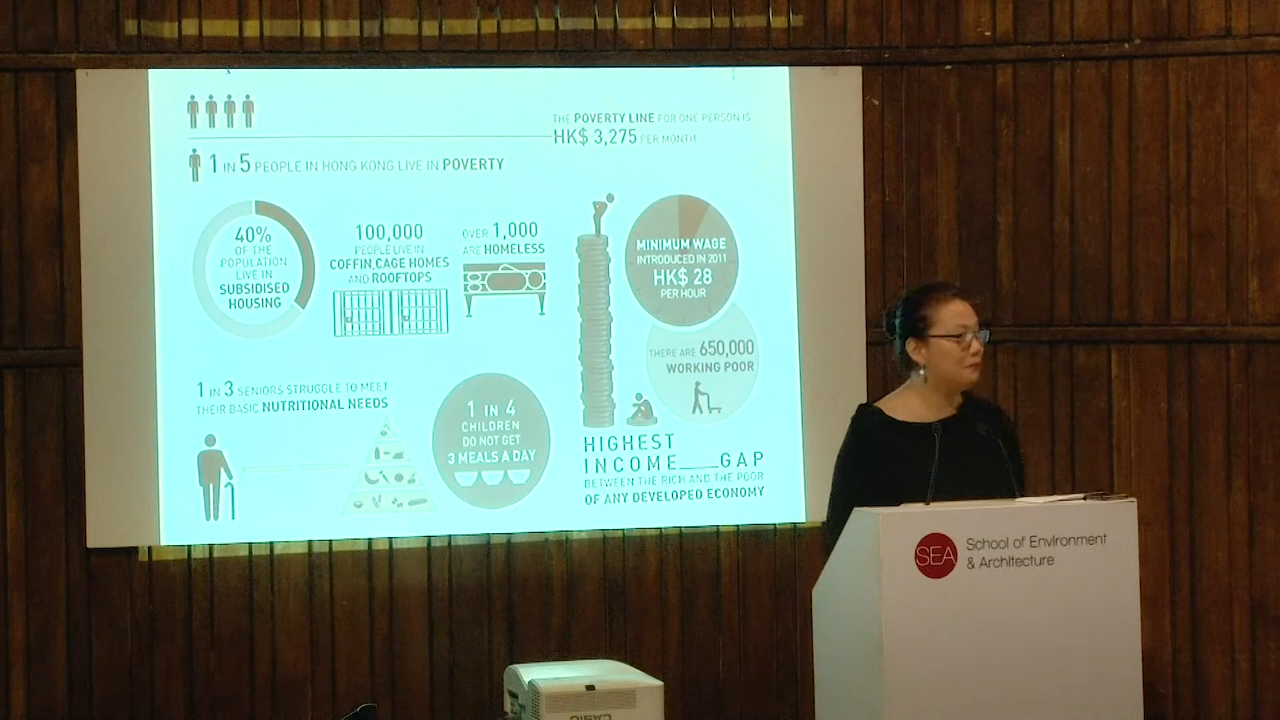 THE POVERTY LINE FOR ONE PERSON IS
HK$ 3,275 PER MONTH
1 IN 5 PEOPLE IN HONG KONG LIVE IN POVERTY
40%
OF THE
POPULATION
LIVE IN
SUBSIDISED
HOUSING
100,000
PEOPLE LIVE IN
COFFIN, CAGE HOMES
AND ROOFTOPS
OVER 1,000
ARE HOMELESS
MINIMUM WAGE
INTRODUCED IN 2011
HK$ 28
PER HOUR
THERE ARE 650,000
WORKING POOR
1 IN 3 SENIORS STRUGGLE TO MEET
THEIR BASIC NUTRITIONAL NEEDS
1 IN 4
CHILDREN
DO NOT GET
3 MEALS A DAY
HIGHEST
INCOME GAP
BETWEEN THE RICH AND THE POOR
OF ANY DEVELOPED ECONOMY
SEA School of Environment
& Architecture
CASIO